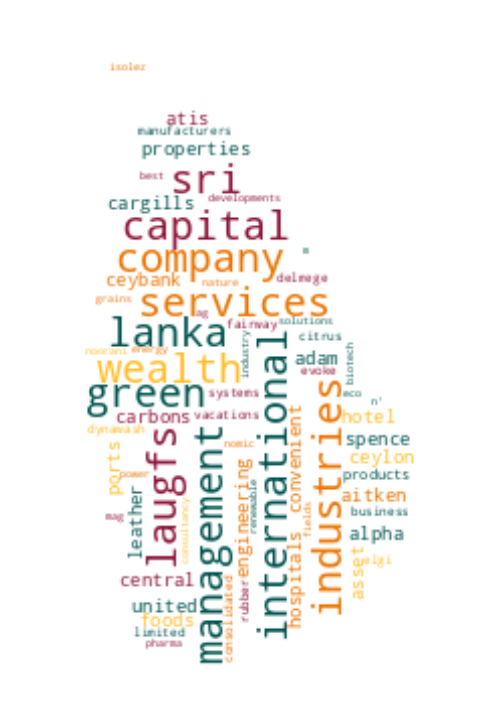 isolez
atis
manufacturers
properties
best
sri
developments
cargills
capital
company
ceybank
nature
delmege
grains
services
ag
fairway
solutions
lanka
industry
citrus
noorani
energy
wealth
adam
evoke
biotech
green
systems
eco
n'
carbons
vacations
hotel
dynawash
laugfs
management
nomic
international
industries
convenient
spence
ports
power
engineering
renewable
ceylon
products
leather
consultancy
aitken
mag
fields
business
alpha
central
hospitals
asset
elgi
united
consolidated
rubber
foods
limited
pharma